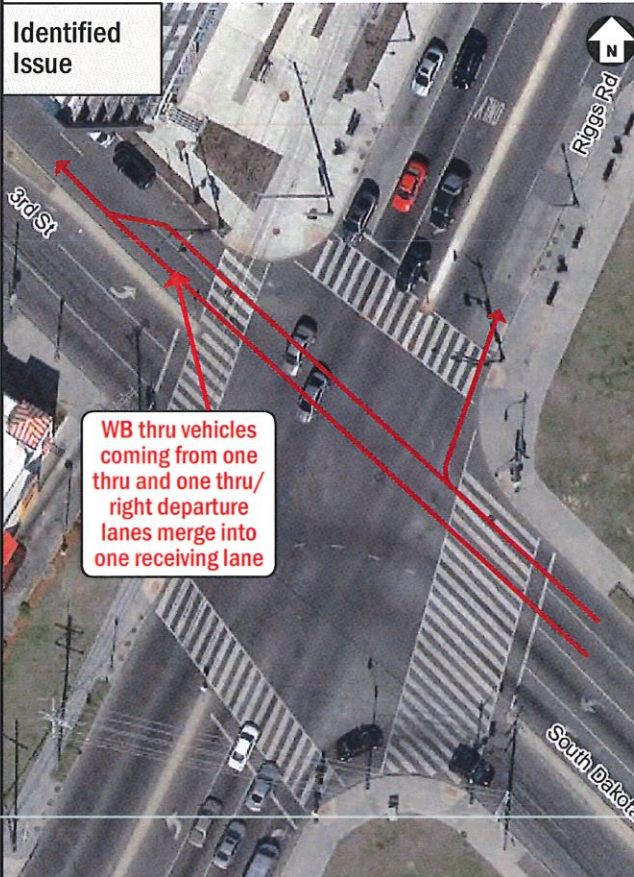 Identified
Issue
N
Riggs Rd
3rd St
WB thru vehicles
coming from one
thru and one thru/
right departure
lanes merge into
one receiving lane
South Dakota